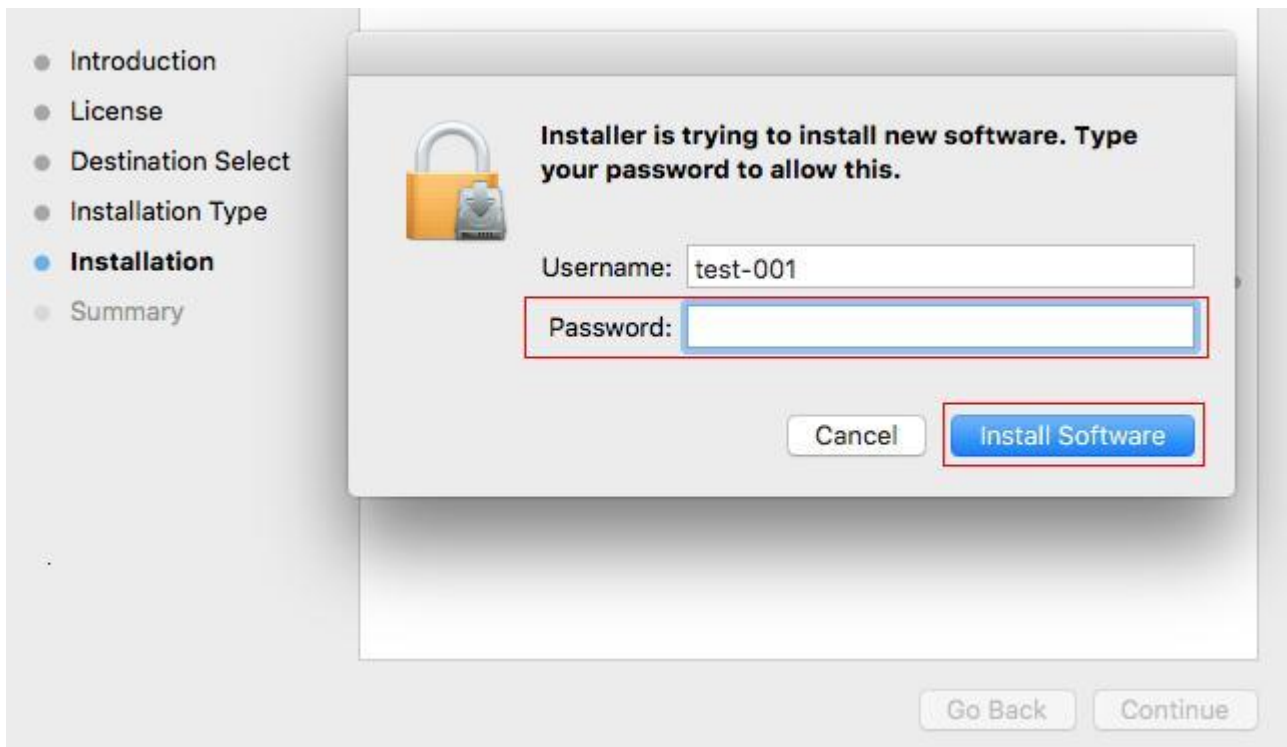 Introduction
License
Destination Select
Installation Type
Installation
Summary
Installer is trying to install new software. Type
your password to allow this.
Username: test-001
Password:
Cancel Install Software
Go Back Continue